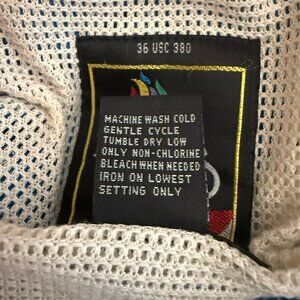 36 USC 380
MACHINE WASH COLD
GENTLE CYCLE
TUMBLE DRY LOW
ONLY NON-CHLORINE
BLEACH WHEN NEEDED
IRON ON LOWEST
SETTING ONLY